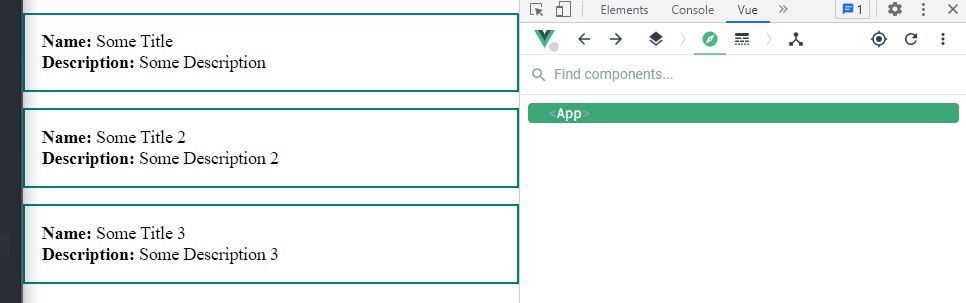 Name: Some Title
Description: Some Description
Name: Some Title 2
Description: Some Description 2
Name: Some Title 3
Description: Some Description 3
Elements Console Vue » 1
Find components...
<App>